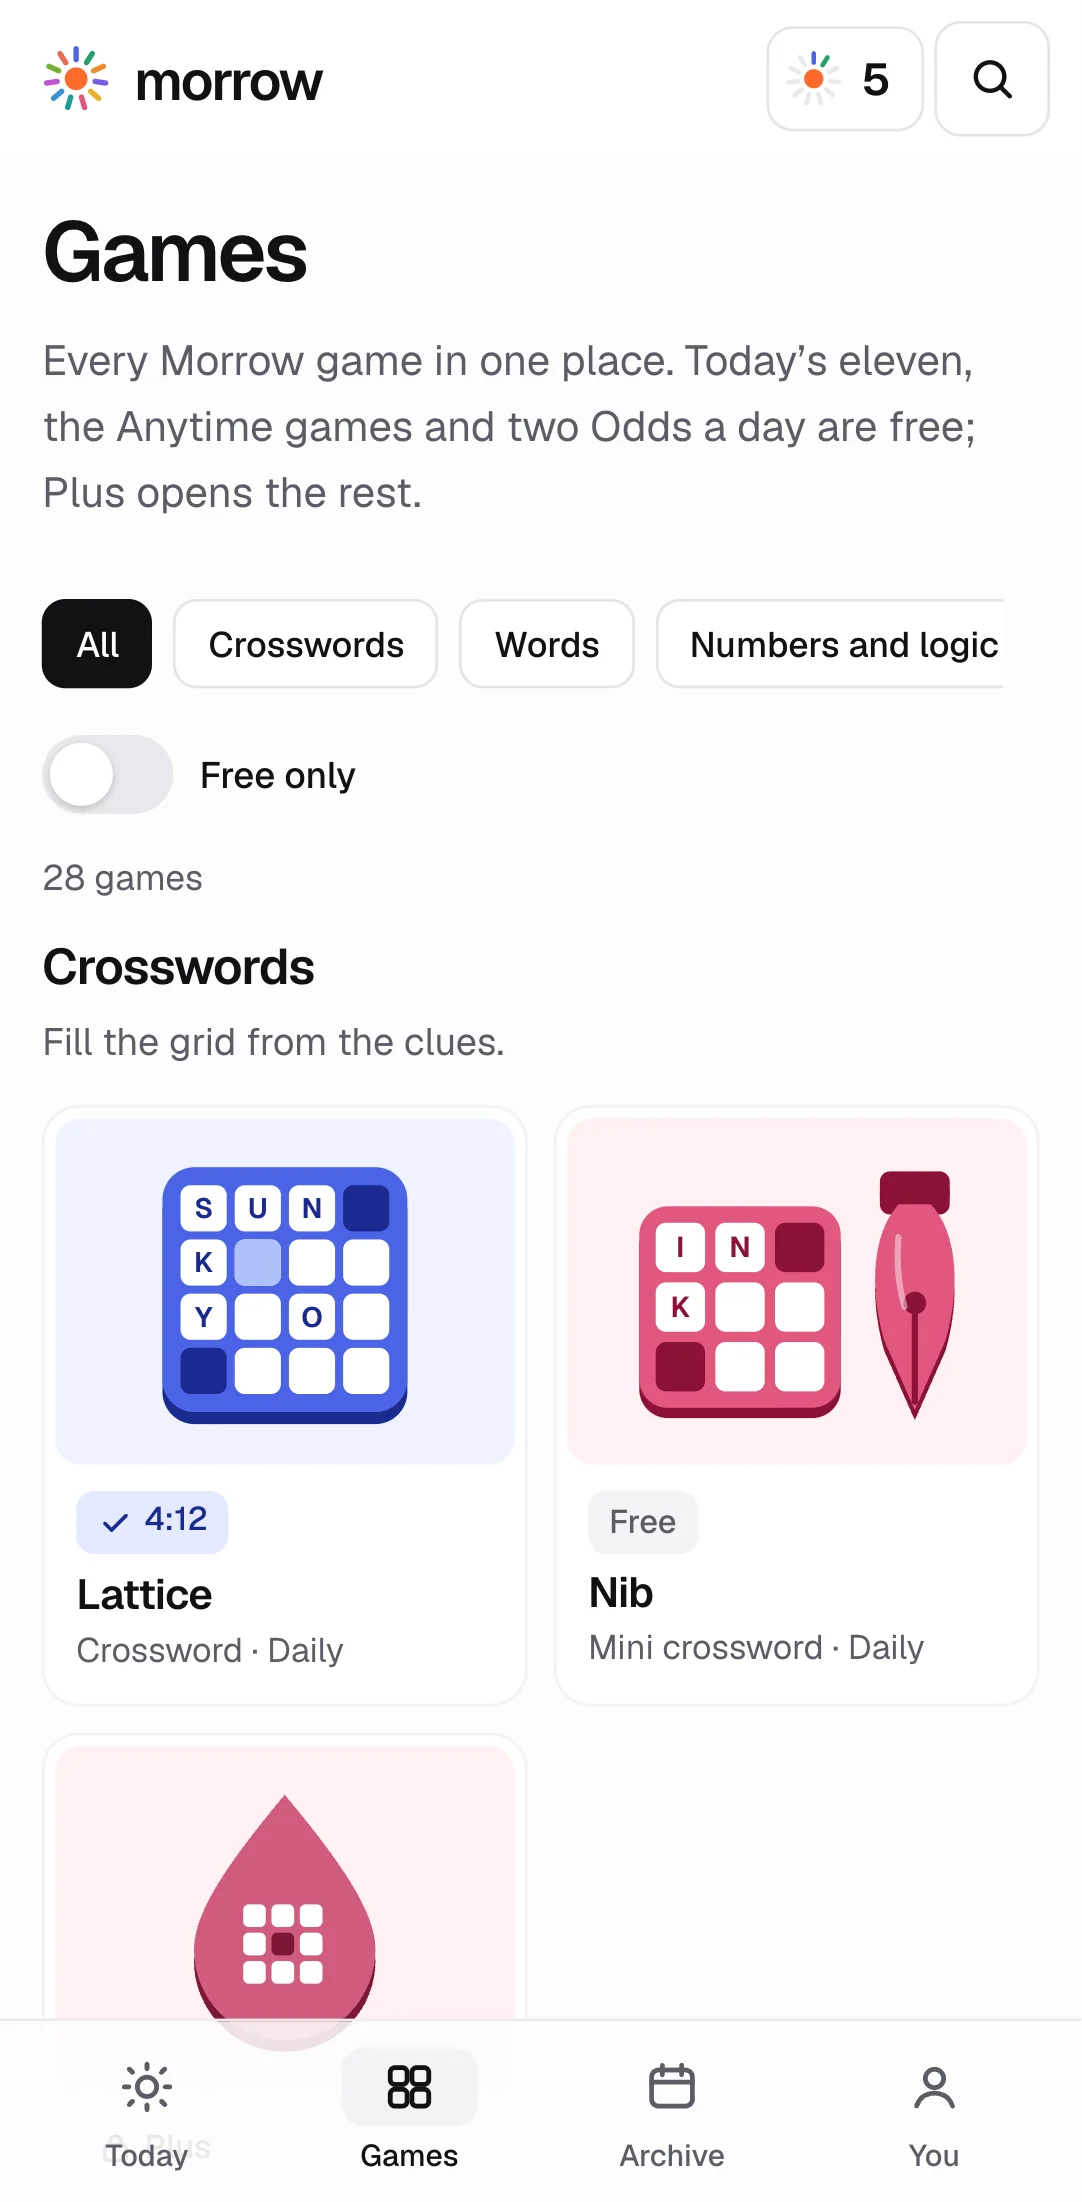 morrow
5
Games
Every Morrow game in one place. Today’s eleven,
the Anytime games and two Odds a day are free;
Plus opens the rest.
All
Crosswords
Words
Numbers and logic
Free only
28 games
Crosswords
Fill the grid from the clues.
S U N
K
Y O
I N
K
4:12
Lattice
Crossword · Daily
Free
Nib
Mini crossword · Daily
Plus
Today
Games
Archive
You